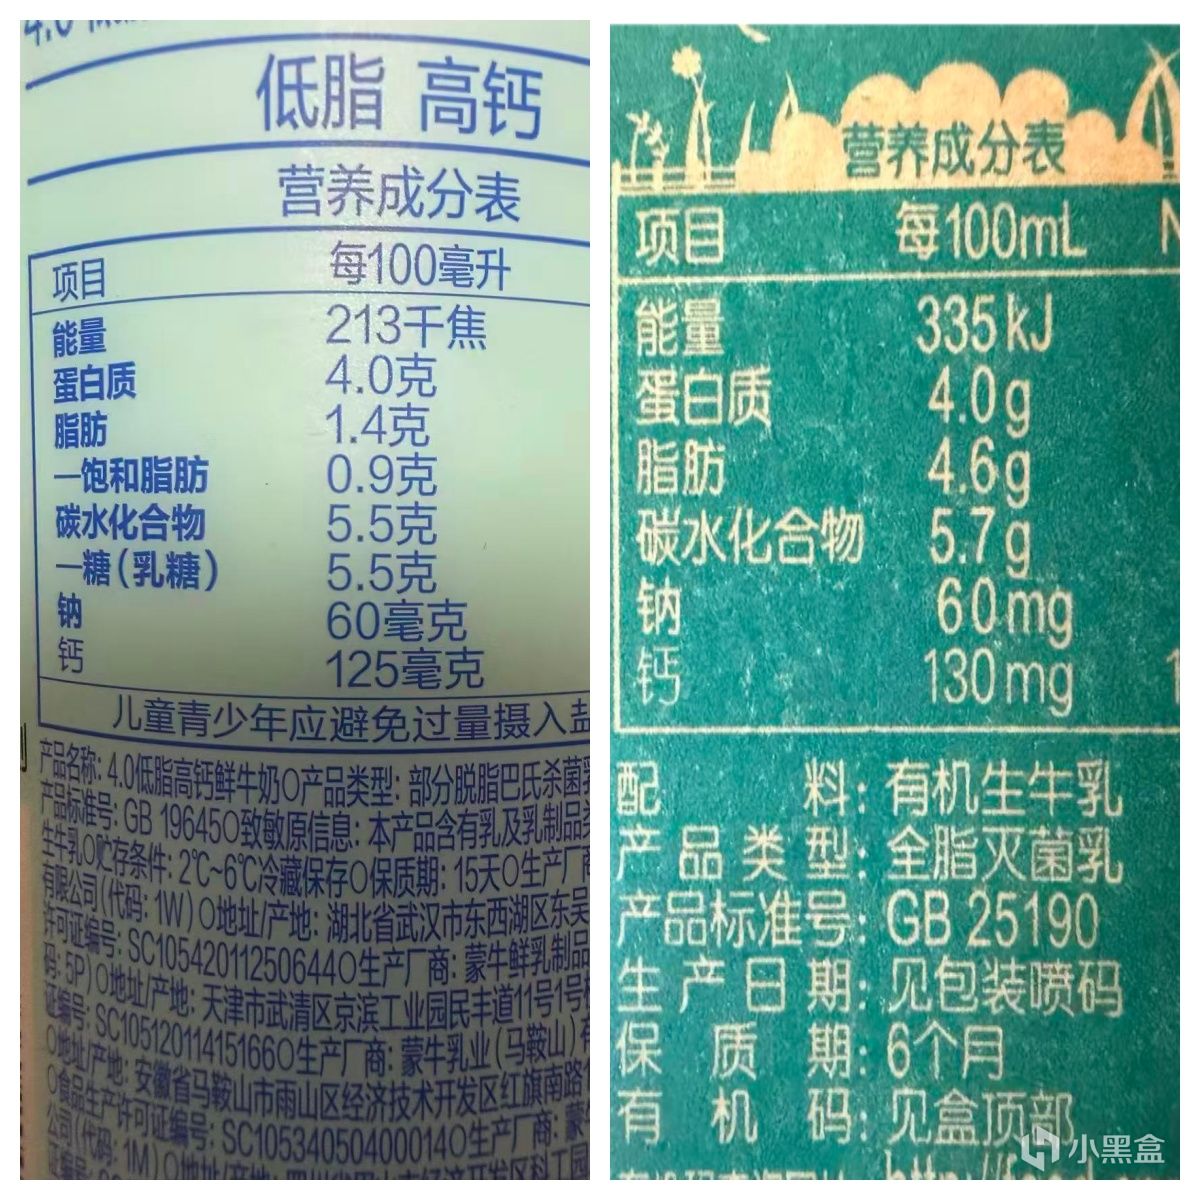 低脂 高钙
营养成分表
项目 每100毫升
能量 213千焦
蛋白质 4.0克
脂肪 1.4克
—饱和脂肪 0.9克
碳水化合物 5.5克
—糖(乳糖) 5.5克
钠 60毫克
钙 125毫克
儿童青少年应避免过量摄入盐
产品名称: 4.0低脂高钙鲜牛奶○产品类型: 部分脱脂巴氏杀菌乳
产品标准号: GB 19645○致敏原信息: 本产品含有乳及乳制品类
生牛乳○贮存条件: 2℃~6℃冷藏保存○保质期: 15天○生产厂商
有限公司(代码: 1W)○地址/产地: 湖北省武汉市东西湖区东吴
许可证编号: SC10542011250644○生产厂商: 蒙牛鲜乳制品
码: 5P)○地址/产地: 天津市武清区京滨工业园民丰道11号1号
证编号: SC10512011415166○生产厂商: 蒙牛乳业(马鞍山)有
○地址/产地: 安徽省马鞍山市雨山区经济技术开发区红旗南路
○食品生产许可证编号: SC10534050400014○生产厂商: 蒙
公司(代码: 1M)○地址/产地:
营养成分表
项目 每100mL N
能量 335kJ
蛋白质 4.0g
脂肪 4.6g
碳水化合物 5.7g
钠 60mg
钙 130mg 1
配料: 有机生牛乳
产品类型: 全脂灭菌乳
产品标准号: GB 25190
生产日期: 见包装喷码
保质期: 6个月
有机码: 见盒顶部
小黑盒